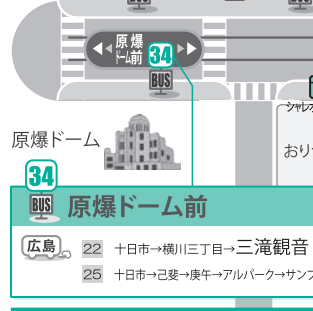 原爆
ドーム前
34
BUS
シャレオ
原爆ドーム
おり
34
BUS
原爆ドーム前
広島
22 十日市→横川三丁目→三滝観音
25 十日市→己斐→庚午→アルパーク→サンプ